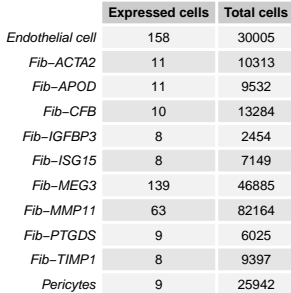 Expressed cells Total cells
Endothelial cell 158 30005
Fib−ACTA2 11 10313
Fib−APOD 11 9532
Fib−CFB 10 13284
Fib−IGFBP3 8 2454
Fib−ISG15 8 7149
Fib−MEG3 139 46885
Fib−MMP11 63 82164
Fib−PTGDS 9 6025
Fib−TIMP1 8 9397
Pericytes 9 25942